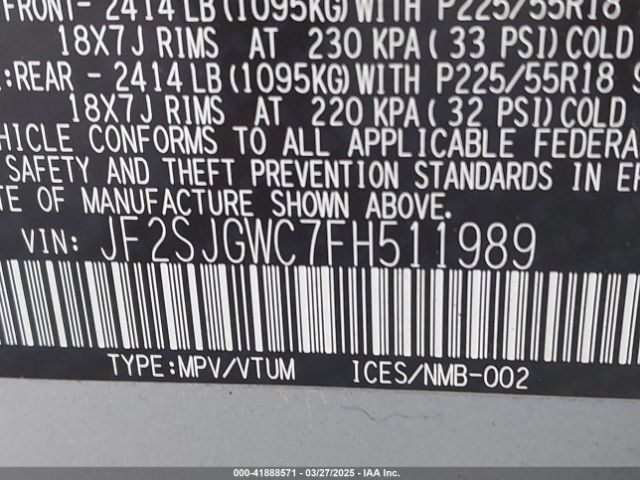 FRONT- 2414 LB(1095KG)WITH P225/55R18
18X7J RIMS AT 230 KPA(33 PSI)COLD
:REAR - 2414 LB(1095KG)WITH P225/55R18
18X7J RIMS AT 220 KPA(32 PSI)COLD
HICLE CONFORMS TO ALL APPLICABLE FEDERA
SAFETY AND THEFT PREVENTION STANDARDS IN
TE OF MANUFACTURE SHOWN ABOVE.
VIN: JF2SJGWC7FH511989
TYPE:MPV/VTUM ICES/NMB-002
000-41888571 | 03/27/2025 - IAA Inc.